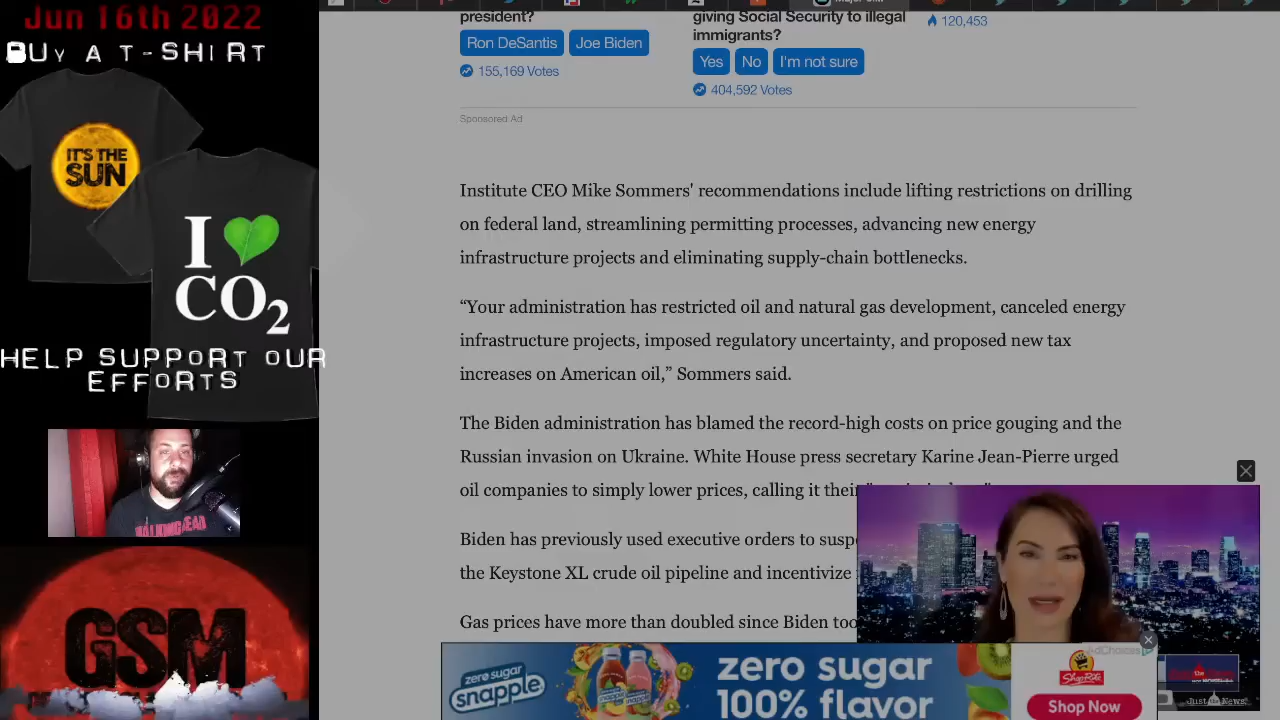 Jun 16th 2022
BUY A T-SHIRT
IT'S THE
SUN
I
CO2
HELP SUPPORT OUR
EFFORTS
GSM
president?
Ron DeSantis
Joe Biden
155,169 Votes
giving Social Security to illegal
immigrants?
Yes
No
I'm not sure
404,592 Votes
120,453
Sponsored Ad
Institute CEO Mike Sommers' recommendations include lifting restrictions on drilling
on federal land, streamlining permitting processes, advancing new energy
infrastructure projects and eliminating supply-chain bottlenecks.
“Your administration has restricted oil and natural gas development, canceled energy
infrastructure projects, imposed regulatory uncertainty, and proposed new tax
increases on American oil,” Sommers said.
The Biden administration has blamed the record-high costs on price gouging and the
Russian invasion on Ukraine. White House press secretary Karine Jean-Pierre urged
oil companies to simply lower prices, calling it their
Biden has previously used executive orders to
the Keystone XL crude oil pipeline and incentivize
Gas prices have more than doubled since Biden
zero sugar
snapple
zero sugar
100% flavor
AdChoices
ShopRite
Shop Now
Just the News